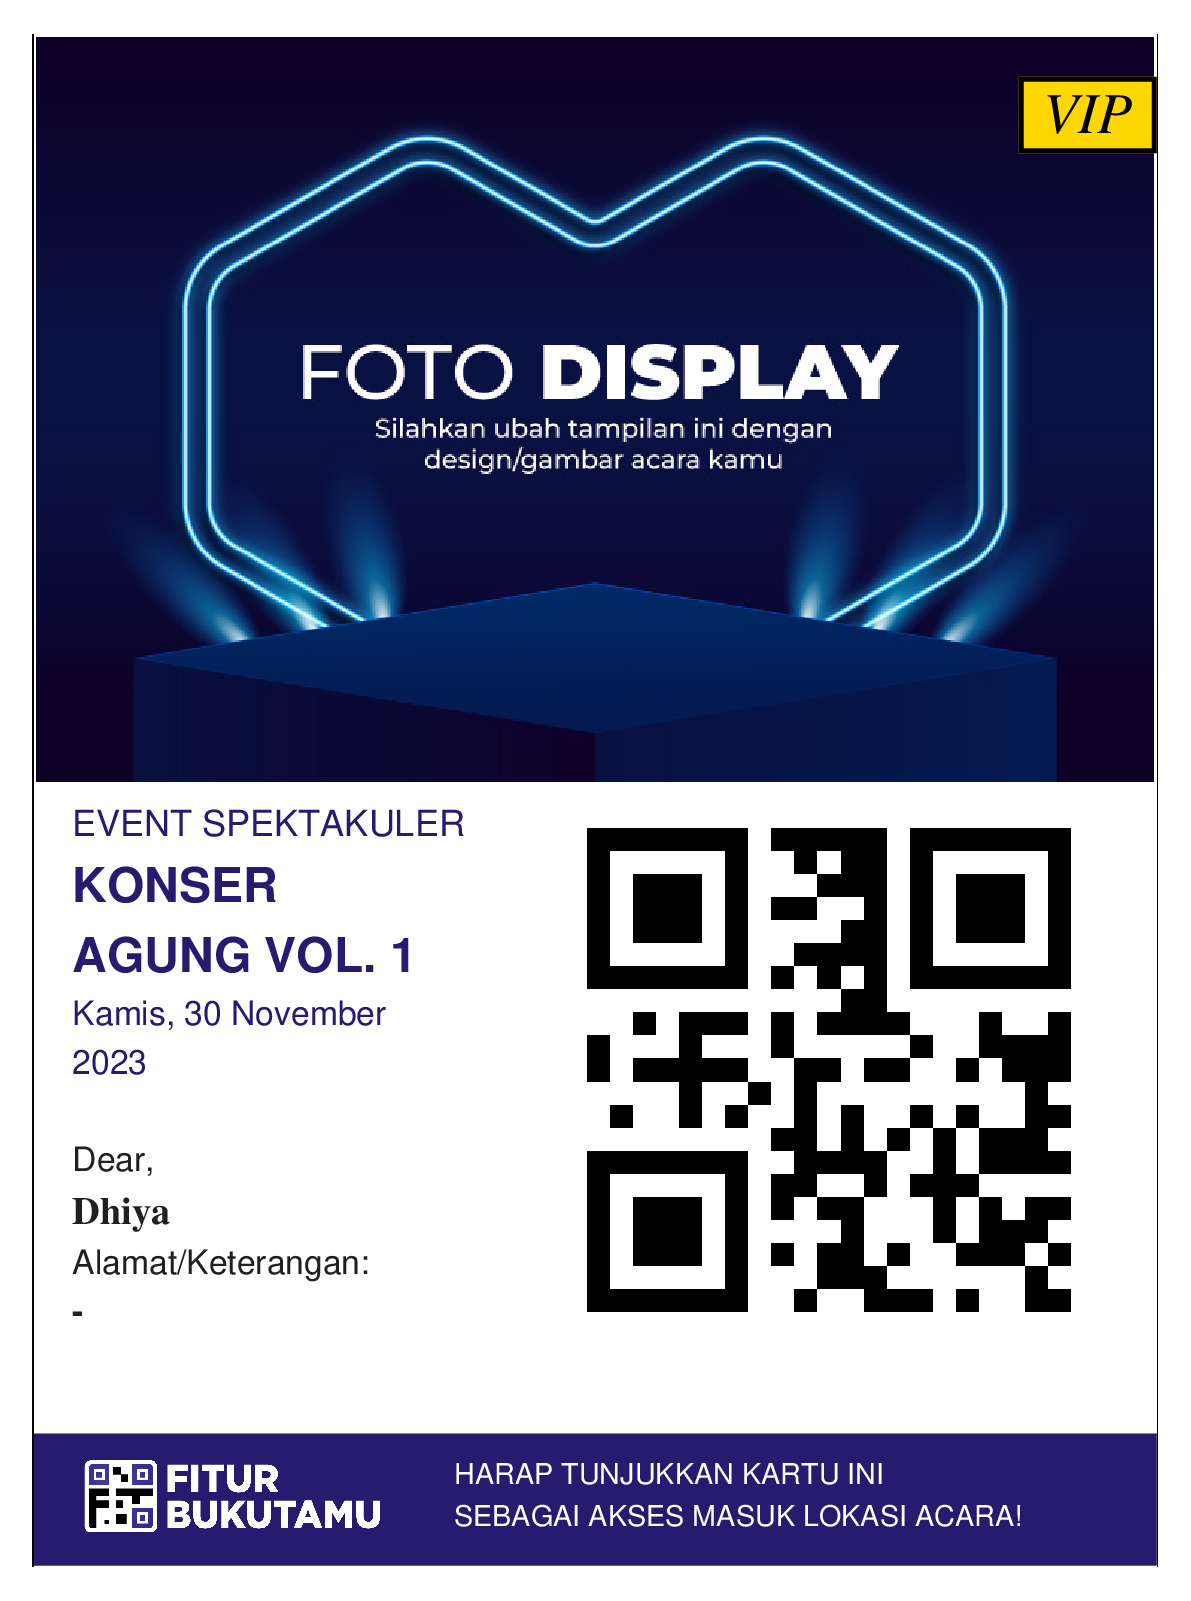 VIP
FOTO DISPLAY
Silahkan ubah tampilan ini dengan
design/gambar acara kamu
EVENT SPEKTAKULER
KONSER
AGUNG VOL. 1
Kamis, 30 November
2023
Dear,
Dhiya
Alamat/Keterangan:
-
FITUR
BUKUTAMU
HARAP TUNJUKKAN KARTU INI
SEBAGAI AKSES MASUK LOKASI ACARA!